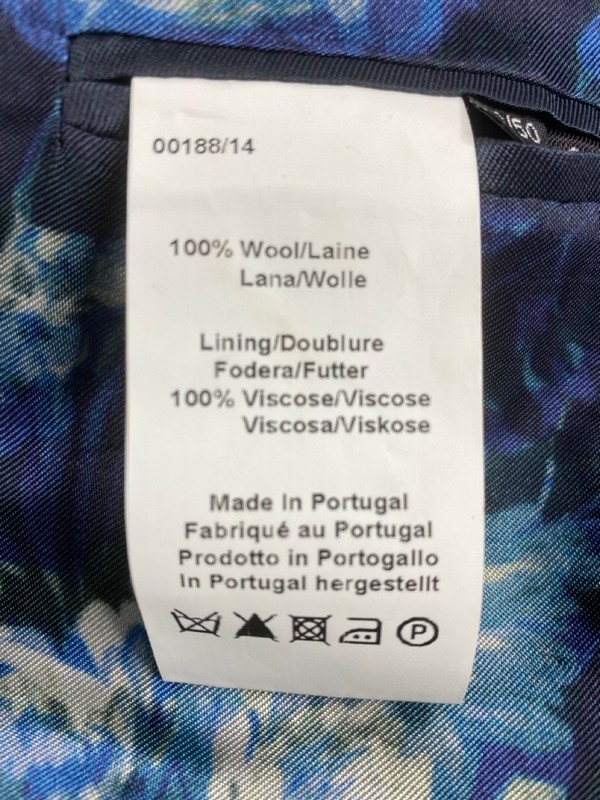 00188/14
/50
100% Wool/Laine
Lana/Wolle
Lining/Doublure
Fodera/Futter
100% Viscose/Viscose
Viscosa/Viskose
Made In Portugal
Fabriqué au Portugal
Prodotto in Portogallo
In Portugal hergestellt
P